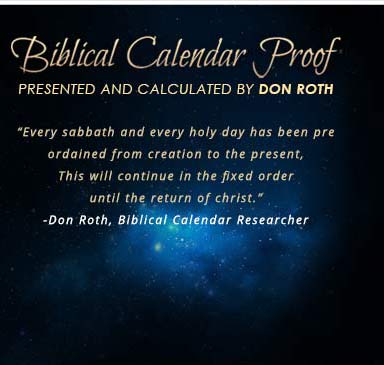 Biblical Calendar Proof
PRESENTED AND CALCULATED BY DON ROTH
“Every sabbath and every holy day has been pre
ordained from creation to the present,
This will continue in the fixed order
until the return of christ.”
-Don Roth, Biblical Calendar Researcher